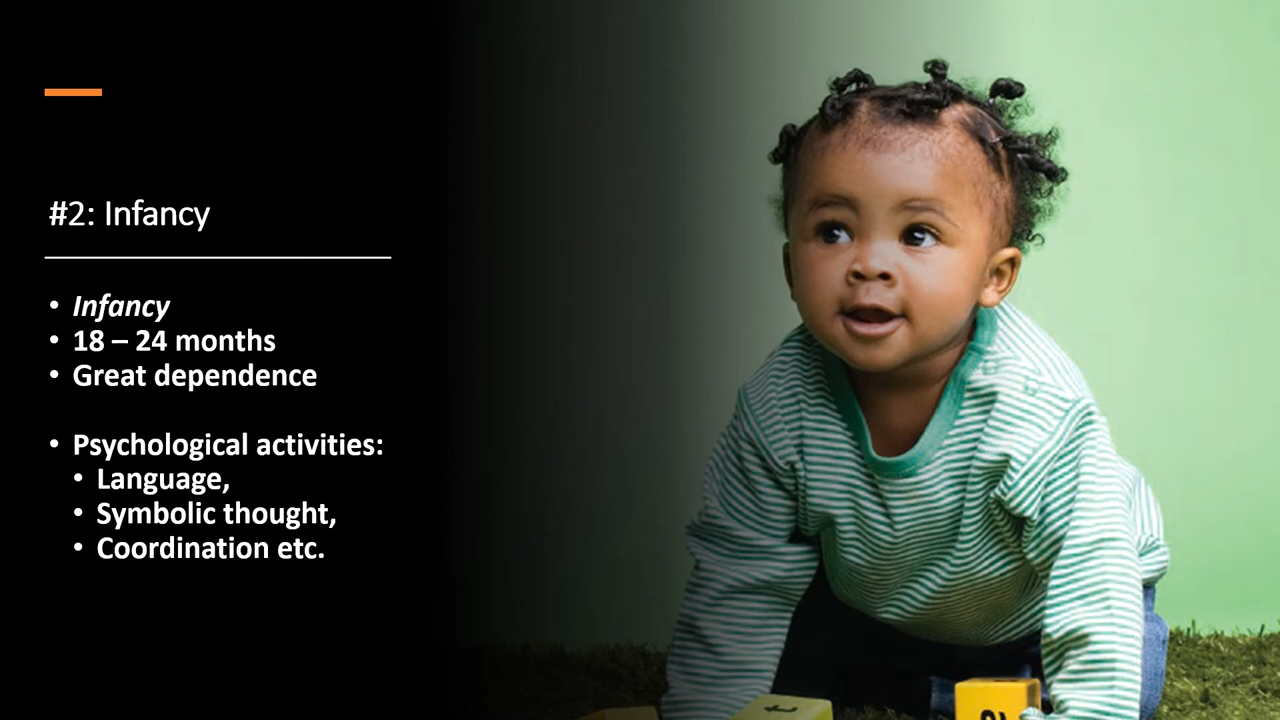 #2: Infancy
• Infancy
• 18 – 24 months
• Great dependence
• Psychological activities:
• Language,
• Symbolic thought,
• Coordination etc.